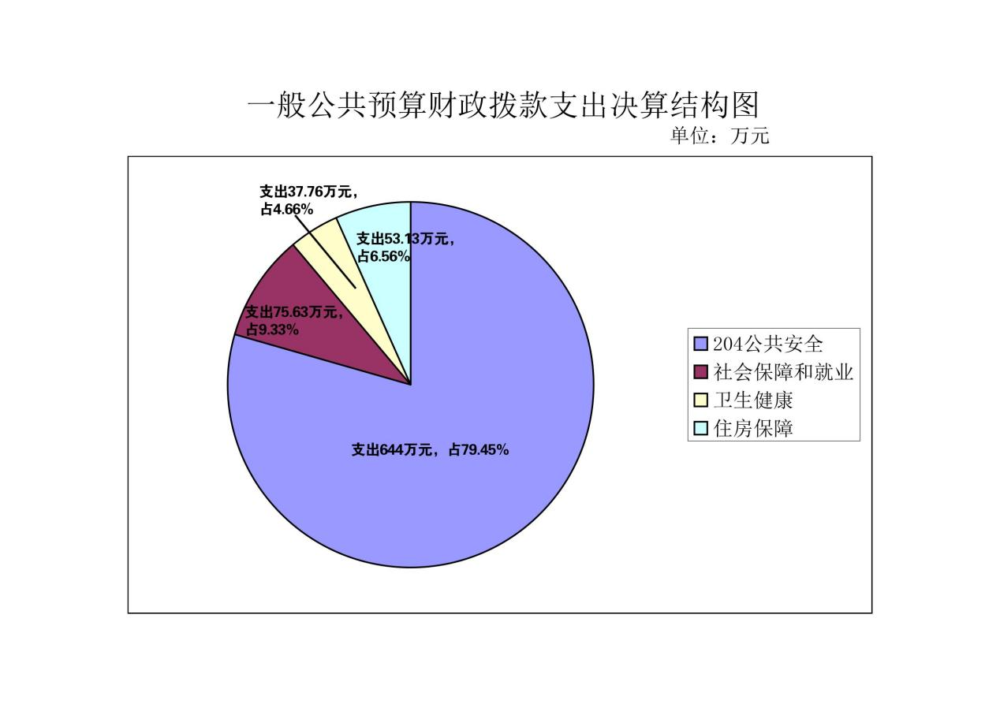 一般公共预算财政拨款支出决算结构图
单位：万元
支出37.76万元，
占4.66%
支出53.13万元，
占6.56%
支出75.63万元，
占9.33%
支出644万元，占79.45%
204公共安全
社会保障和就业
卫生健康
住房保障